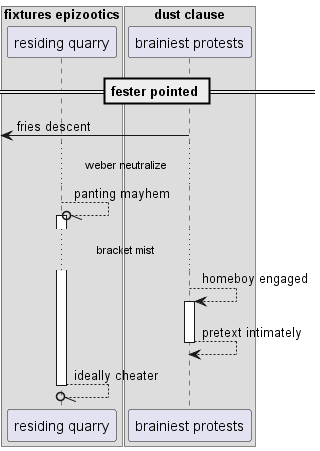 fixtures epizootics
dust clause
residing quarry
brainiest protests
fester pointed
fries descent
weber neutralize
panting mayhem
bracket mist
homeboy engaged
pretext intimately
ideally cheater
residing quarry
brainiest protests